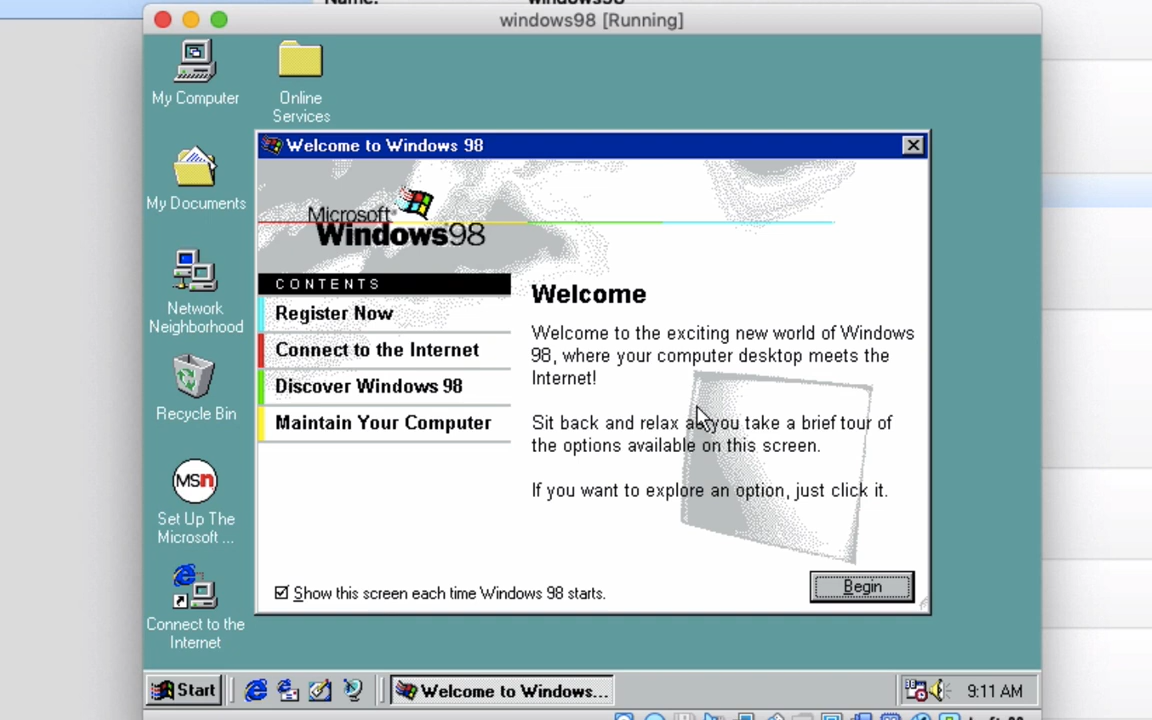 Name:
windows98
windows98 [Running]
My Computer
Online
Services
My Documents
Network
Neighborhood
Recycle Bin
MSn
Set Up The
Microsoft ...
Connect to the
Internet
Welcome to Windows 98
Microsoft
Windows98
CONTENTS
Register Now
Connect to the Internet
Discover Windows 98
Maintain Your Computer
Welcome
Welcome to the exciting new world of Windows
98, where your computer desktop meets the
Internet!
Sit back and relax as you take a brief tour of
the options available on this screen.
If you want to explore an option, just click it.
Show this screen each time Windows 98 starts.
Begin
Start
Welcome to Windows...
9:11 AM